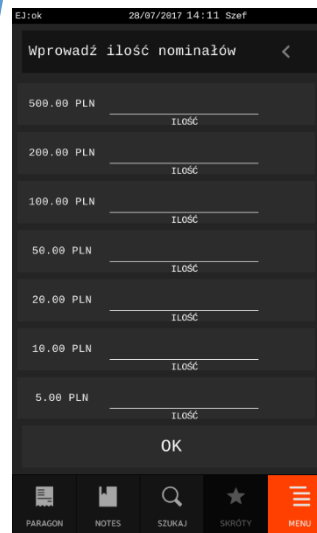 EJ:ok 28/07/2017 14:11 Szef
Wprowadź ilość nominałów
500.00 PLN
ILOŚĆ
200.00 PLN
ILOŚĆ
100.00 PLN
ILOŚĆ
50.00 PLN
ILOŚĆ
20.00 PLN
ILOŚĆ
10.00 PLN
ILOŚĆ
5.00 PLN
ILOŚĆ
OK
PARAGON NOTES SZUKAJ SKRÓTY MENU